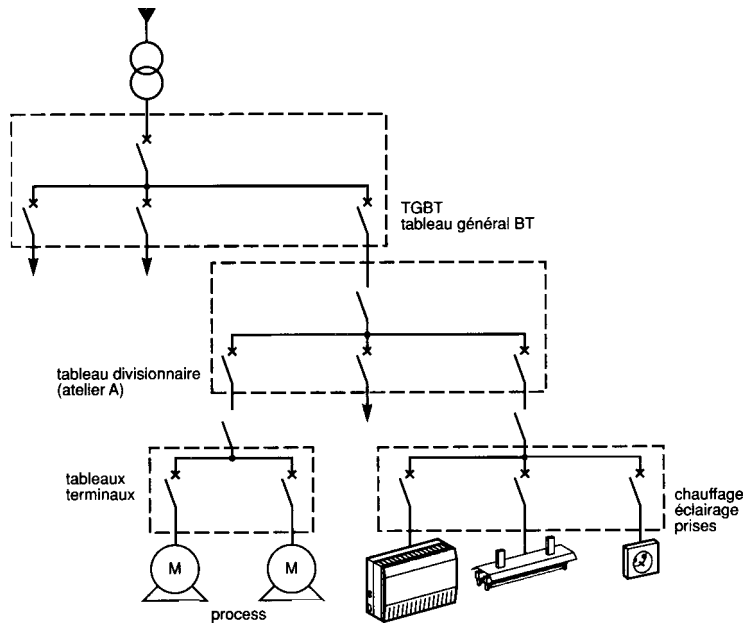 TGBT
tableau général BT
tableau divisionnaire
(atelier A)
tableaux
terminaux
chauffage
éclairage
prises
M
M
process